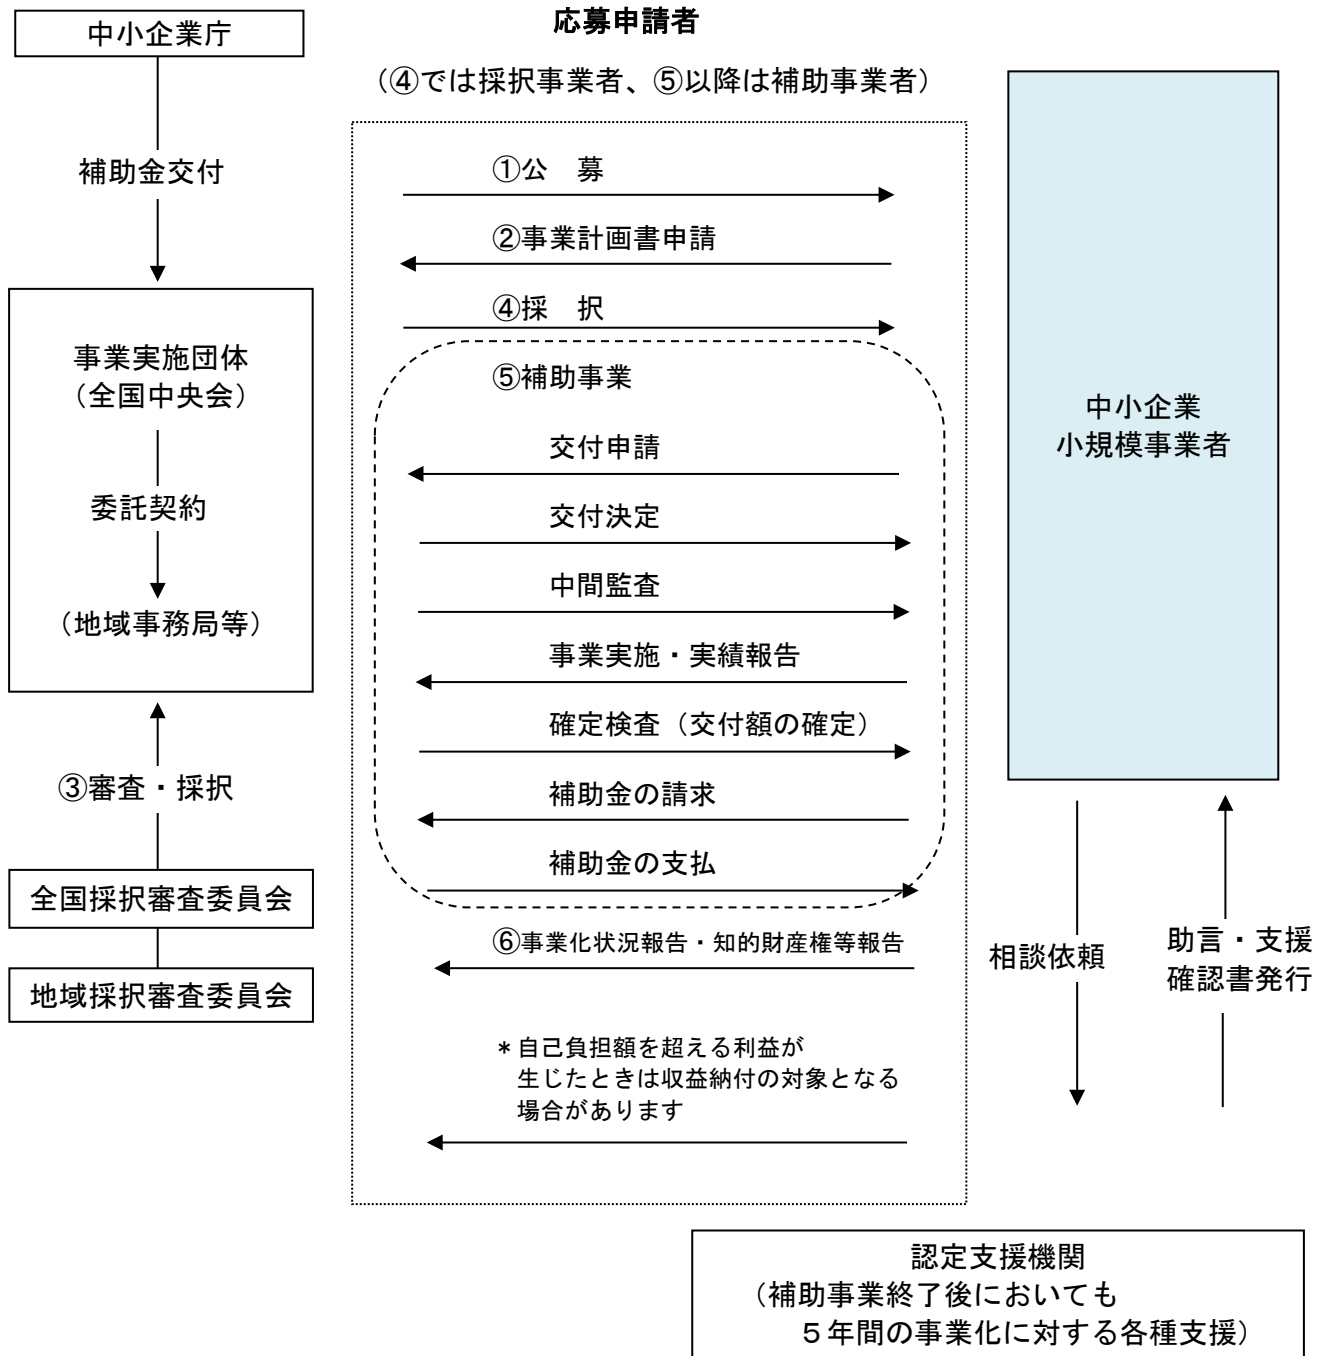 中小企業庁
補助金交付
事業実施団体
（全国中央会）
委託契約
（地域事務局等）
③審査・採択
全国採択審査委員会
地域採択審査委員会
応募申請者
（④では採択事業者、⑤以降は補助事業者）
①公　募
②事業計画書申請
④採　択
⑤補助事業
交付申請
交付決定
中間監査
事業実施・実績報告
確定検査（交付額の確定）
補助金の請求
補助金の支払
⑥事業化状況報告・知的財産権等報告
＊自己負担額を超える利益が
生じたときは収益納付の対象となる
場合があります
中小企業
小規模事業者
相談依頼
助言・支援
確認書発行
認定支援機関
（補助事業終了後においても
５年間の事業化に対する各種支援）